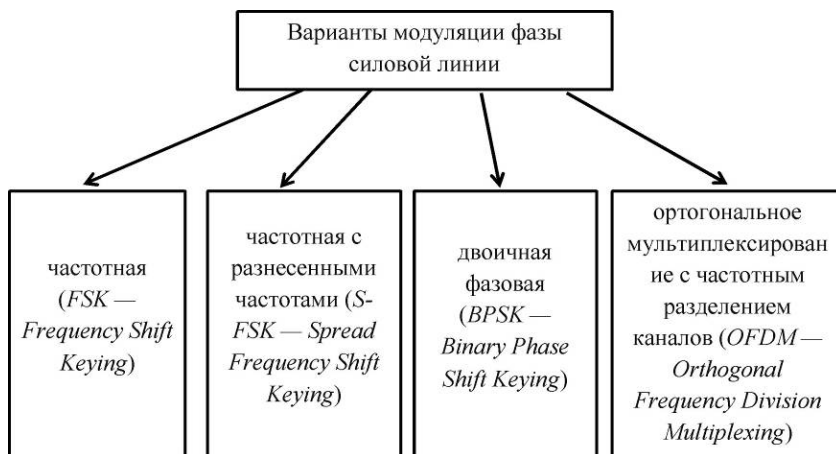 Варианты модуляции фазы
силовой линии
частотная
(FSK —
Frequency Shift
Keying)
частотная с
разнесенными
частотами (S-
FSK — Spread
Frequency Shift
Keying)
двоичная
фазовая
(BPSK —
Binary Phase
Shift Keying)
ортогональное
мультиплексирован
ие с частотным
разделением
каналов (OFDM —
Orthogonal
Frequency Division
Multiplexing)